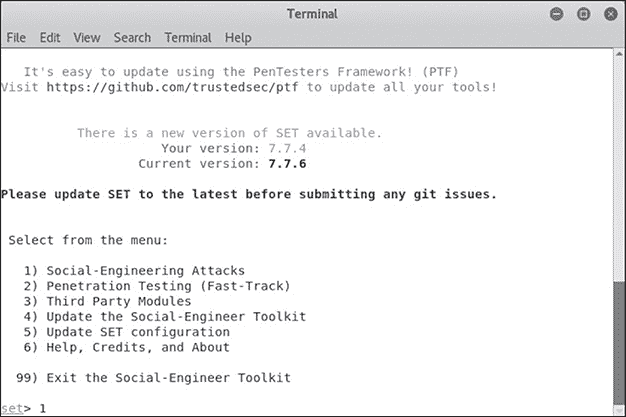 Terminal
File Edit View Search Terminal Help
It's easy to update using the PenTesters Framework! (PTF)
Visit https://github.com/trustedsec/ptf to update all your tools!
There is a new version of SET available.
Your version: 7.7.4
Current version: 7.7.6
Please update SET to the latest before submitting any git issues.
Select from the menu:
1) Social-Engineering Attacks
2) Penetration Testing (Fast-Track)
3) Third Party Modules
4) Update the Social-Engineer Toolkit
5) Update SET configuration
6) Help, Credits, and About
99) Exit the Social-Engineer Toolkit
set> 1